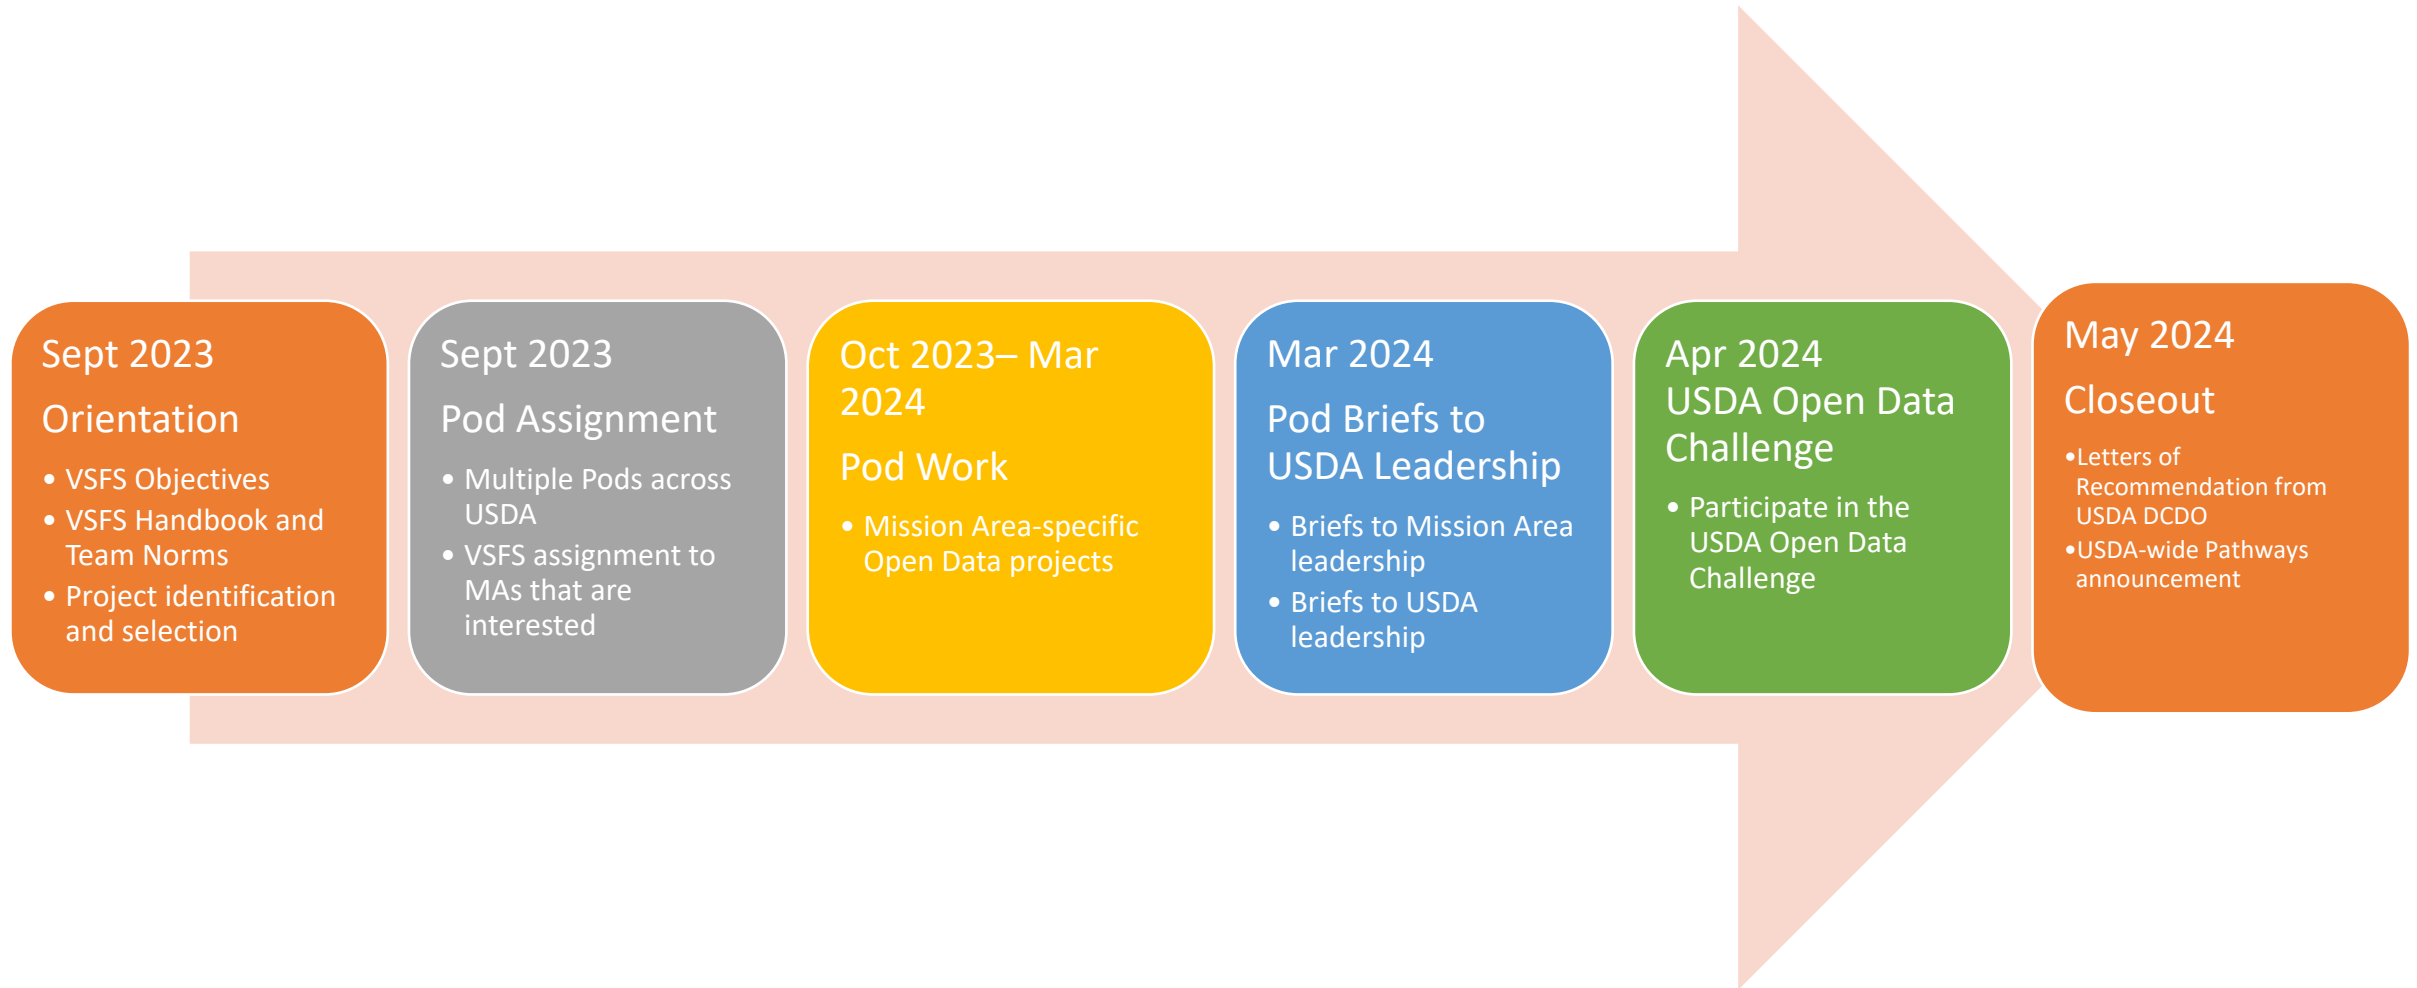 Sept 2023
Orientation
• VSFS Objectives
• VSFS Handbook and
Team Norms
• Project identification
and selection
Sept 2023
Pod Assignment
• Multiple Pods across
USDA
• VSFS assignment to
MAs that are
interested
Oct 2023– Mar
2024
Pod Work
• Mission Area-specific
Open Data projects
Mar 2024
Pod Briefs to
USDA Leadership
• Briefs to Mission Area
leadership
• Briefs to USDA
leadership
Apr 2024
USDA Open Data
Challenge
• Participate in the
USDA Open Data
Challenge
May 2024
Closeout
•Letters of
Recommendation from
USDA DCDO
•USDA-wide Pathways
announcement